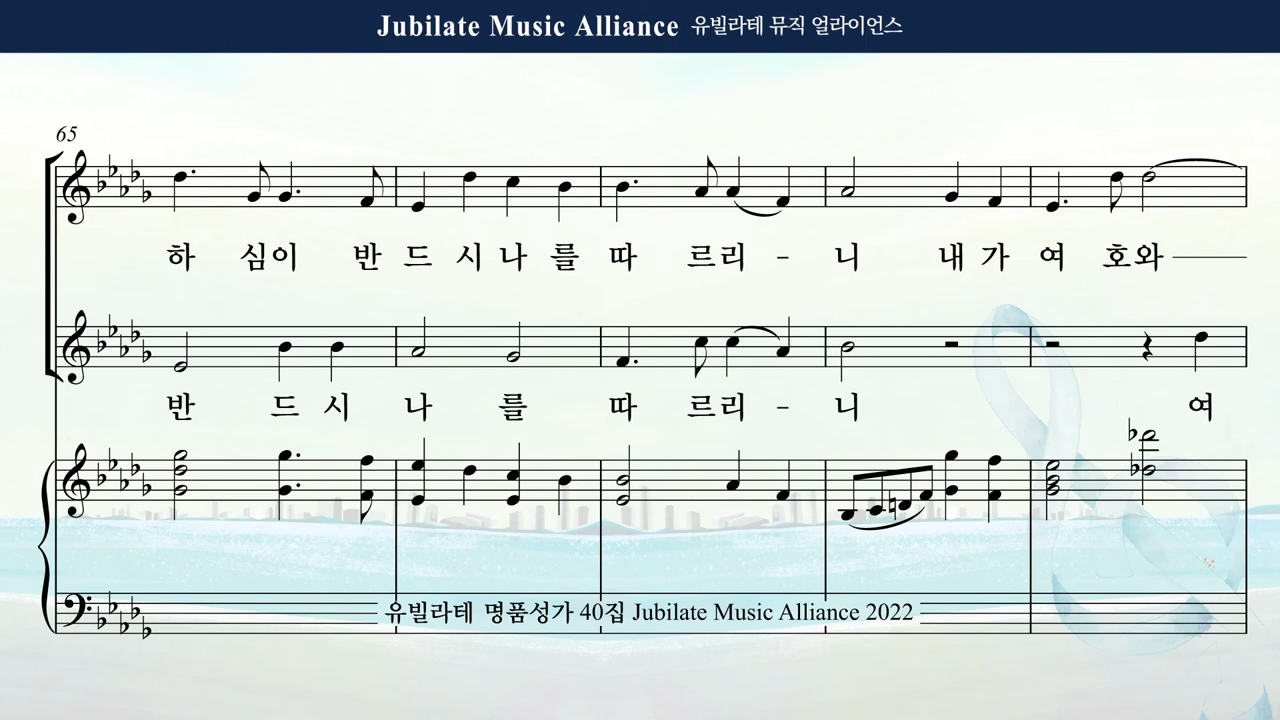 Jubilate Music Alliance 유빌라테 뮤직 얼라이언스
65
하 심이 반 드 시 나 를 따 르리 - 니 내 가 여 호와
반 드 시 나 를 따 르리 - 니 여
유빌라테 명품성가 40집 Jubilate Music Alliance 2022